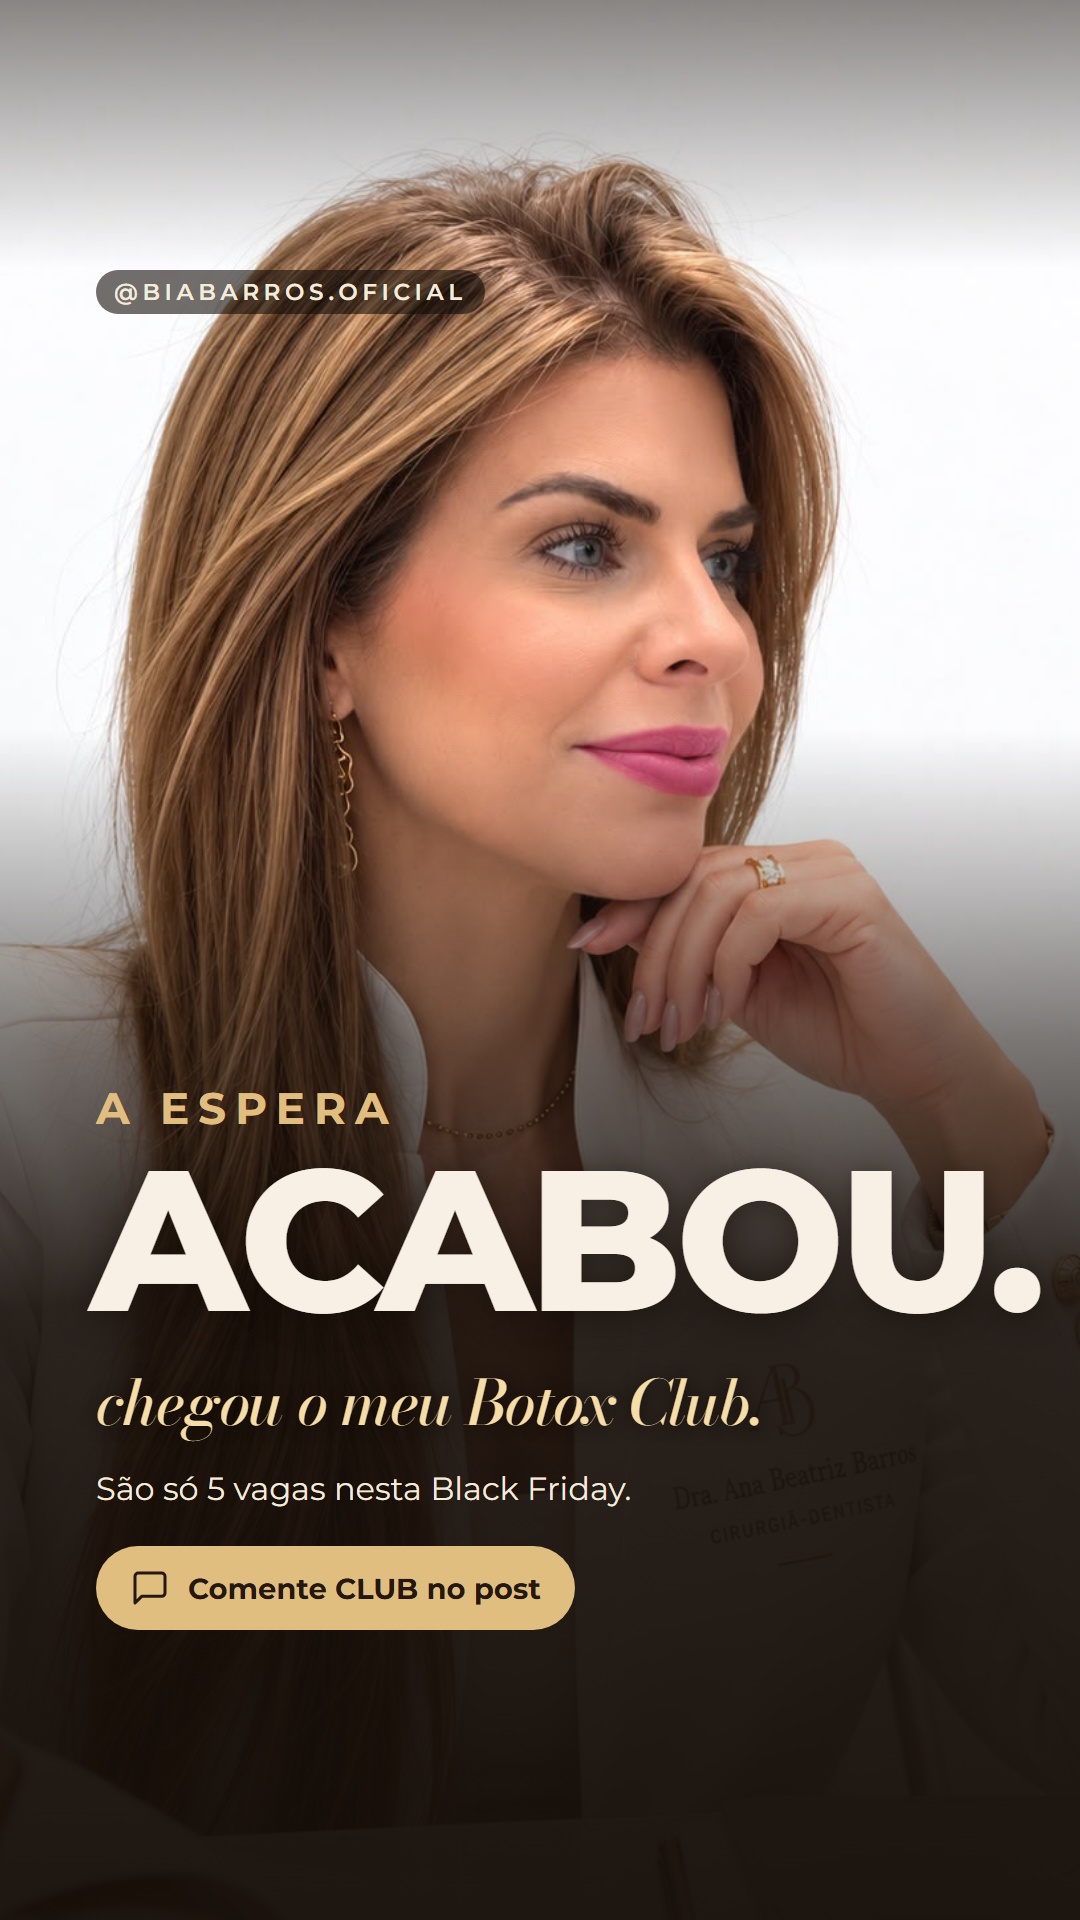 @BIABARROS.OFICIAL
A ESPERA
ACABOU.
chegou o meu Botox Club.
AB
São só 5 vagas nesta Black Friday.
Dra. Ana Beatriz Barros
CIRURGIÃ-DENTISTA
Comente CLUB no post